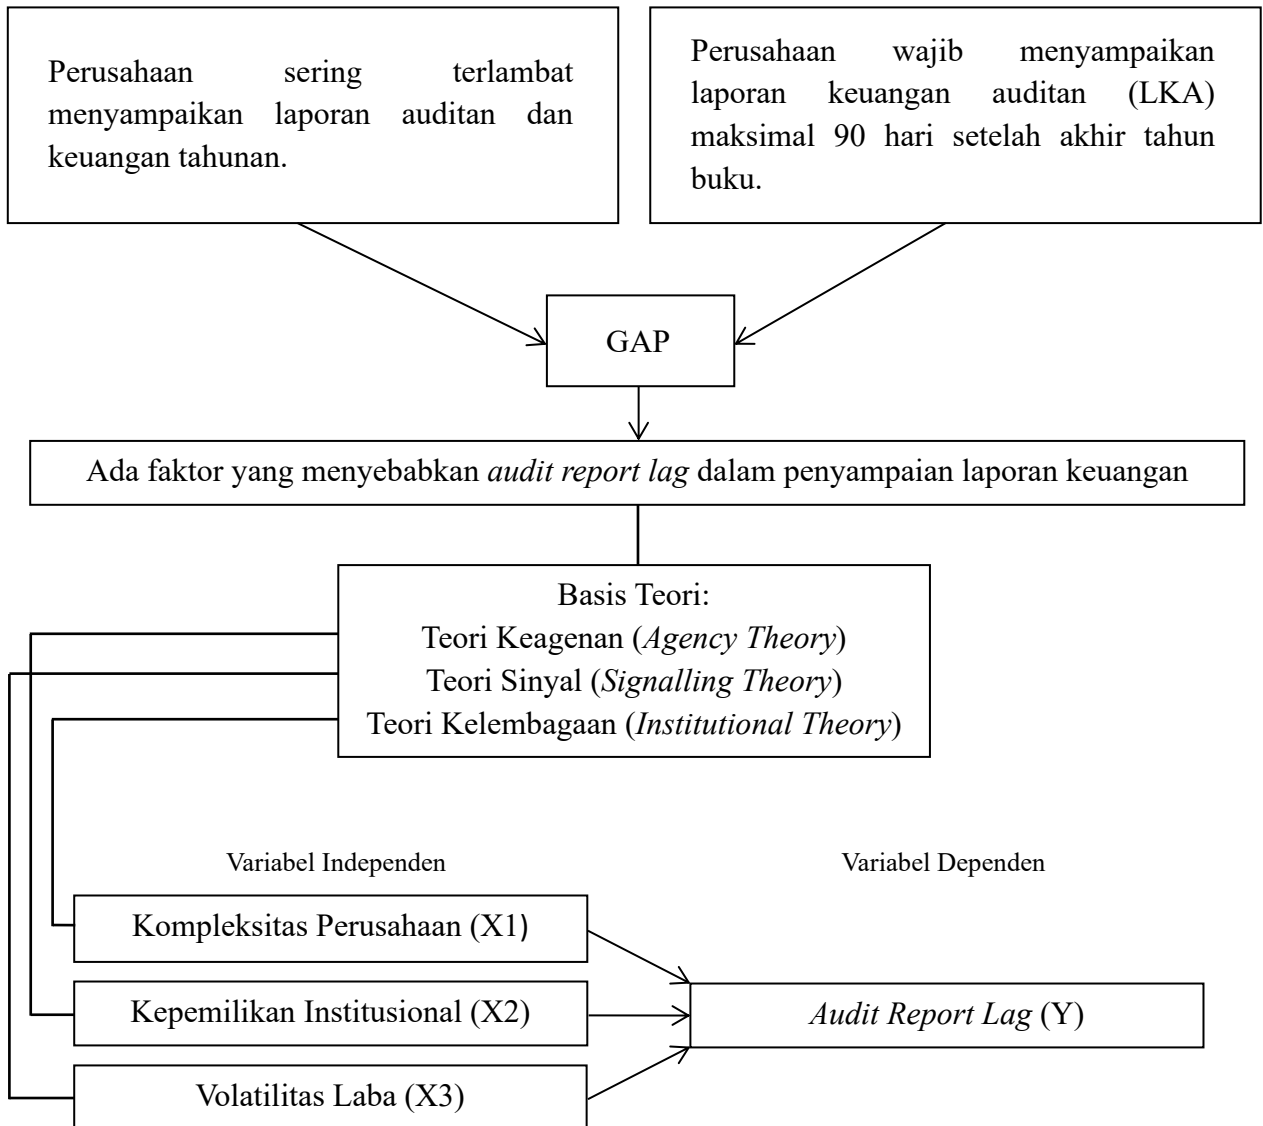 Perusahaan sering terlambat
menyampaikan laporan auditan dan
keuangan tahunan.
Perusahaan wajib menyampaikan
laporan keuangan auditan (LKA)
maksimal 90 hari setelah akhir tahun
buku.
GAP
Ada faktor yang menyebabkan audit report lag dalam penyampaian laporan keuangan
Basis Teori:
Teori Keagenan (Agency Theory)
Teori Sinyal (Signalling Theory)
Teori Kelembagaan (Institutional Theory)
Variabel Independen
Variabel Dependen
Kompleksitas Perusahaan (X1)
Kepemilikan Institusional (X2)
Audit Report Lag (Y)
Volatilitas Laba (X3)